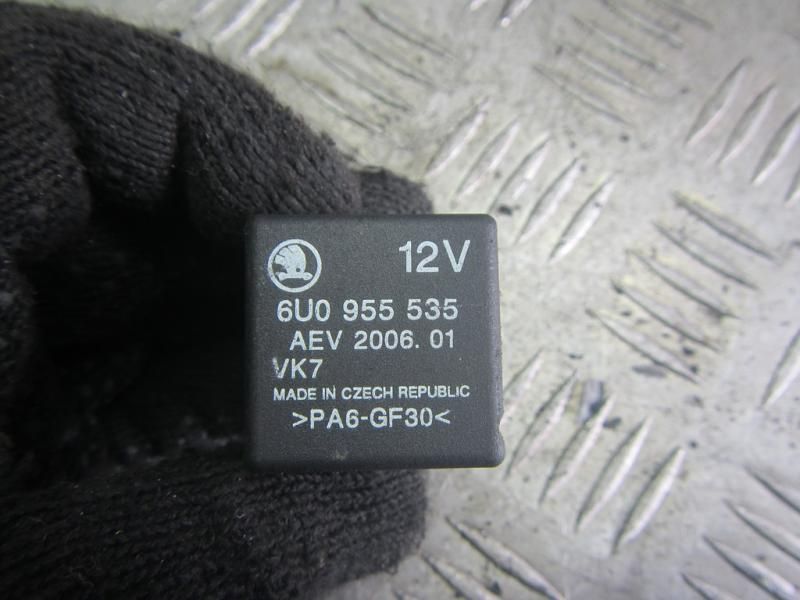 12V
6U0 955 535
AEV 2006. 01
VK7
MADE IN CZECH REPUBLIC
>PA6-GF30<